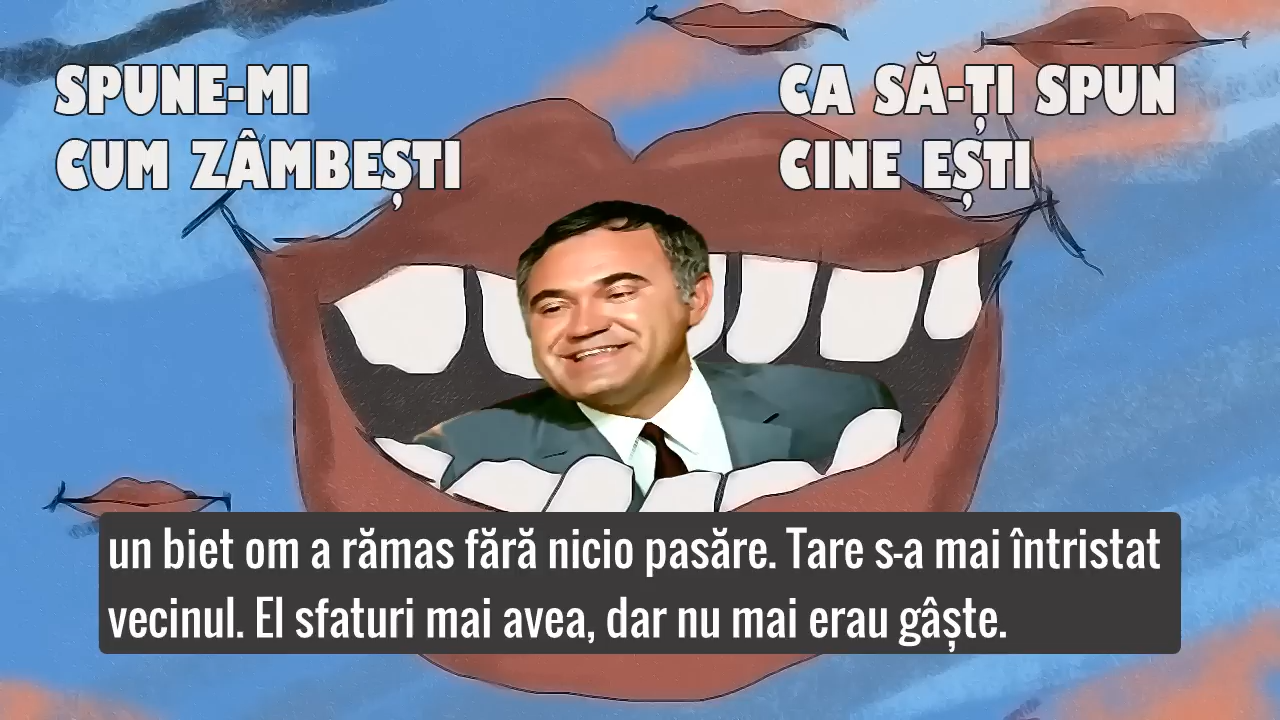 SPUNE-MI
CUM ZÂMBEȘTI
CA SĂ-ȚI SPUN
CINE EȘTI
un biet om a rămas fără nicio pasăre. Tare s-a mai întristat
vecinul. El sfaturi mai avea, dar nu mai erau gâște.